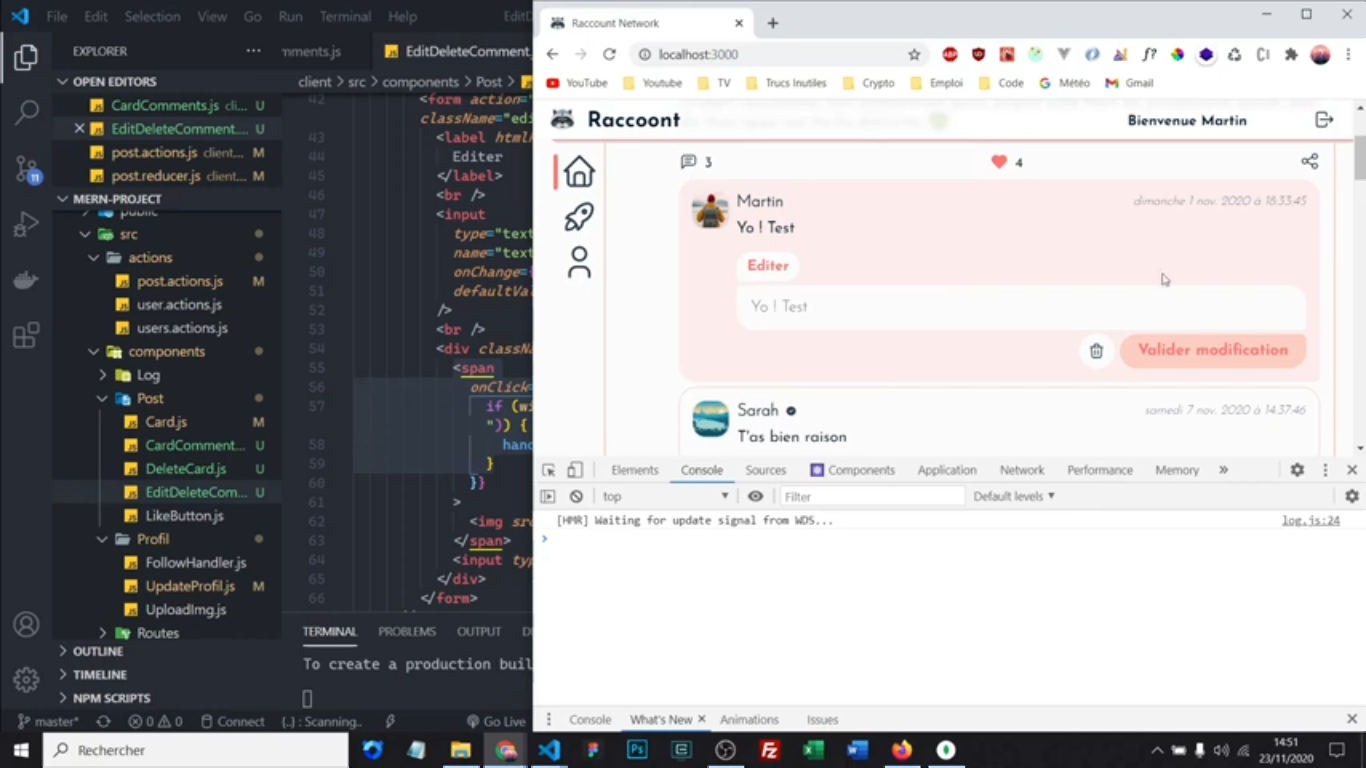 File Edit Selection View Go Run Terminal Help
EXPLORER
OPEN EDITORS
CardComments.js cli... U
EditDeleteComment.... U
post.actions.js client... M
post.reducer.js client... M
MERN-PROJECT
public
src
actions
post.actions.js M
user.actions.js
users.actions.js
components
Log
Post
Card.js M
CardComment... U
DeleteCard.js U
EditDeleteCom... U
LikeButton.js
Profil
FollowHandler.js
UpdateProfil.js M
UploadImg.js
Routes
OUTLINE
TIMELINE
NPM SCRIPTS
mments.js EditDeleteComment.
client > src > components > Post >
42 <form action="
className="edi
43 <label htmlF
44 Editer
45 </label>
46 <br />
47 <input
48 type="text
49 name="text
50 onChange={
51 defaultVal
52 />
53 <br />
54 <div classNa
55 <span
56 onClick=
57 if (wi
")) {
58 hand
59 }
60 }}
61 >
62 <img src
63 </span>
64 <input typ
65 </div>
66 </form>
TERMINAL PROBLEMS OUTPUT
To create a production buil
master* 11 0 0 Connect {..} : Scanning.. Go Live
Raccount Network
localhost:3000
YouTube Youtube TV Trucs Inutiles Crypto Emploi Code Météo Gmail
Raccoont
Bienvenue Martin
3 4
Martin
dimanche 1 nov. 2020 à 18:33:45
Yo ! Test
Editer
Yo ! Test
Valider modification
Sarah
samedi 7 nov. 2020 à 14:37:46
T'as bien raison
Elements Console Sources Components Application Network Performance Memory »
top Filter Default levels
[HMR] Waiting for update signal from WDS... log.js:24
Console What's New Animations Issues
Rechercher
14:51
23/11/2020